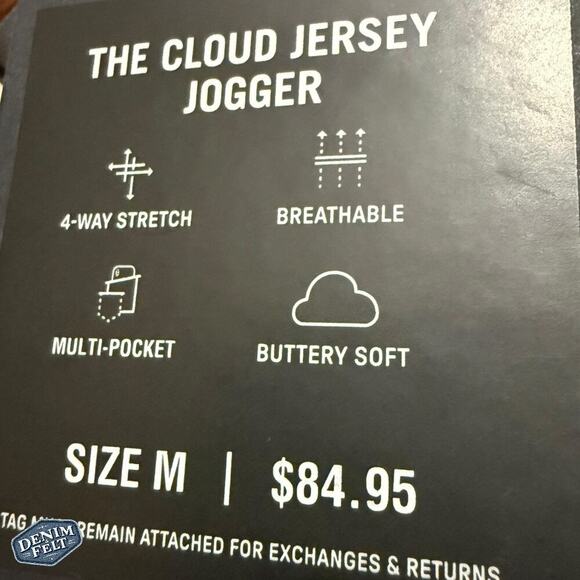 THE CLOUD JERSEY
JOGGER
4-WAY STRETCH
BREATHABLE
MULTI-POCKET
BUTTERY SOFT
SIZE M | $84.95
TAG REMAIN ATTACHED FOR EXCHANGES & RETURNS
DENIM
& FELT